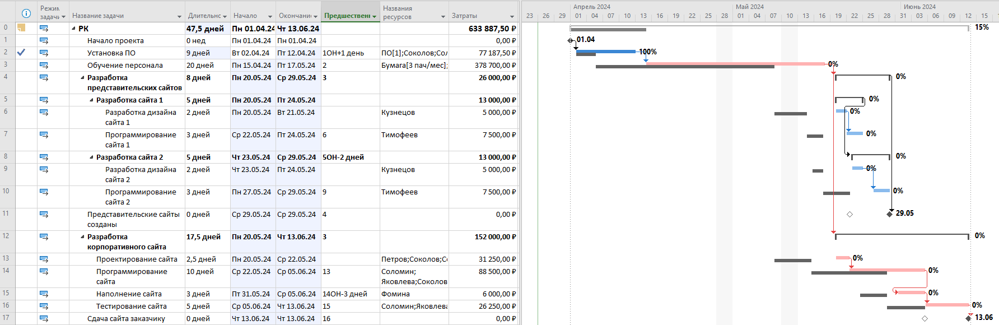 Режим задачи Название задачи Длительнс Начало Окончание Предшествен Названия ресурсов Затраты
Апрель 2024 Май 2024 Июнь 2024
23 26 29 01 04 07 10 13 16 19 22 25 28 01 04 07 10 13 16 19 22 25 28 31 03 06 09 12 15
0 РК 47,5 дней Пн 01.04.24 Чт 13.06.24 633 887,50 ₽ 15%
1 Начало проекта 0 нед Пн 01.04.24 Пн 01.04.24 0,00 ₽ 01.04
2 Установка ПО 9 дней Вт 02.04.24 Пт 12.04.24 1ОН+1 день ПО[1];Соколов;Сол 77 187,50 ₽ 100%
3 Обучение персонала 20 дней Пн 15.04.24 Пт 17.05.24 2 Бумага[3 пач/мес]; 378 700,00 ₽ 0%
4 Разработка 8 дней Пн 20.05.24 Ср 29.05.24 3 26 000,00 ₽ 0%
представительских сайтов
5 Разработка сайта 1 5 дней Пн 20.05.24 Пт 24.05.24 13 000,00 ₽ 0%
6 Разработка дизайна 2 дней Пн 20.05.24 Вт 21.05.24 Кузнецов 5 000,00 ₽ 0%
сайта 1
7 Программирование 3 дней Ср 22.05.24 Пт 24.05.24 6 Тимофеев 7 500,00 ₽ 0%
сайта 1
8 Разработка сайта 2 5 дней Чт 23.05.24 Ср 29.05.24 5ОН-2 дней 13 000,00 ₽ 0%
9 Разработка дизайна 2 дней Чт 23.05.24 Пт 24.05.24 Кузнецов 5 000,00 ₽ 0%
сайта 2
10 Программирование 3 дней Пн 27.05.24 Ср 29.05.24 9 Тимофеев 7 500,00 ₽ 0%
сайта 2
11 Представительские сайты 0 дней Ср 29.05.24 Ср 29.05.24 4 0,00 ₽ 29.05
созданы
12 Разработка 17,5 дней Пн 20.05.24 Чт 13.06.24 3 152 000,00 ₽ 0%
корпоративного сайта
13 Проектирование сайта 2,5 дней Пн 20.05.24 Ср 22.05.24 Петров;Соколов;Сс 31 250,00 ₽ 0%
14 Программирование 10 дней Ср 22.05.24 Ср 05.06.24 13 Соломин; 88 500,00 ₽ 0%
сайта Яковлева;Соколов
15 Наполнение сайта 3 дней Пт 31.05.24 Ср 05.06.24 14ОН-3 дней Фомина 6 000,00 ₽ 0%
16 Тестирование сайта 5 дней Ср 05.06.24 Чт 13.06.24 15 Соломин;Яковлева 26 250,00 ₽ 0%
17 Сдача сайта заказчику 0 дней Чт 13.06.24 Чт 13.06.24 16 0,00 ₽ 13.06